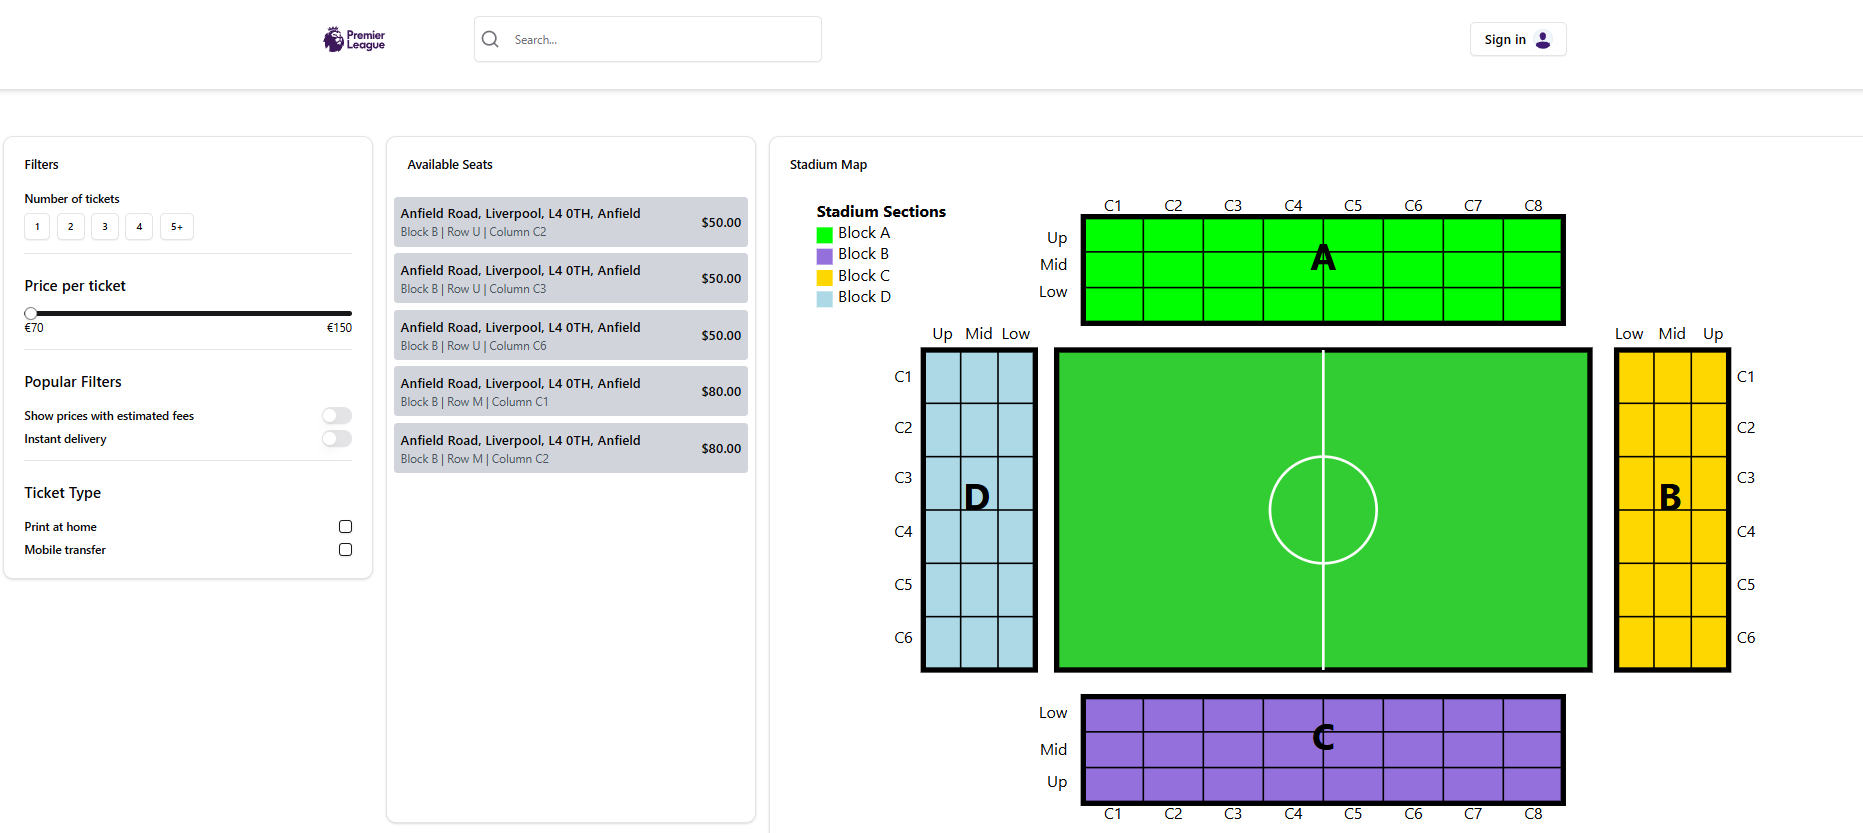 Premier
League
Search...
Sign in
Filters
Number of tickets
1 2 3 4 5+
Price per ticket
€70 €150
Popular Filters
Show prices with estimated fees
Instant delivery
Ticket Type
Print at home
Mobile transfer
Available Seats
Anfield Road, Liverpool, L4 0TH, Anfield
Block B | Row U | Column C2
$50.00
Anfield Road, Liverpool, L4 0TH, Anfield
Block B | Row U | Column C3
$50.00
Anfield Road, Liverpool, L4 0TH, Anfield
Block B | Row U | Column C6
$50.00
Anfield Road, Liverpool, L4 0TH, Anfield
Block B | Row M | Column C1
$80.00
Anfield Road, Liverpool, L4 0TH, Anfield
Block B | Row M | Column C2
$80.00
Stadium Map
Stadium Sections
Block A
Block B
Block C
Block D
C1 C2 C3 C4 C5 C6 C7 C8
Up
Mid
Low
A
Up Mid Low
C1
C2
C3
C4
C5
C6
D
Low Mid Up
C1
C2
C3
C4
C5
C6
B
Low
Mid
Up
C
C1 C2 C3 C4 C5 C6 C7 C8